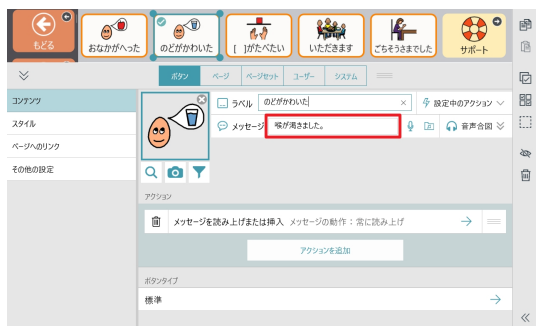 もどる
おなかがへった
のどがかわいた
[　]がたべたい
いただきます
ごちそうさまでした
サポート
ボタン
ページ
ページセット
ユーザー
システム
コンテンツ
スタイル
ページへのリンク
その他の設定
ラベル
のどがかわいた
設定中のアクション
メッセージ
喉が渇きました。
音声合図
アクション
メッセージを読み上げまたは挿入 メッセージの動作：常に読み上げ
アクションを追加
ボタンタイプ
標準